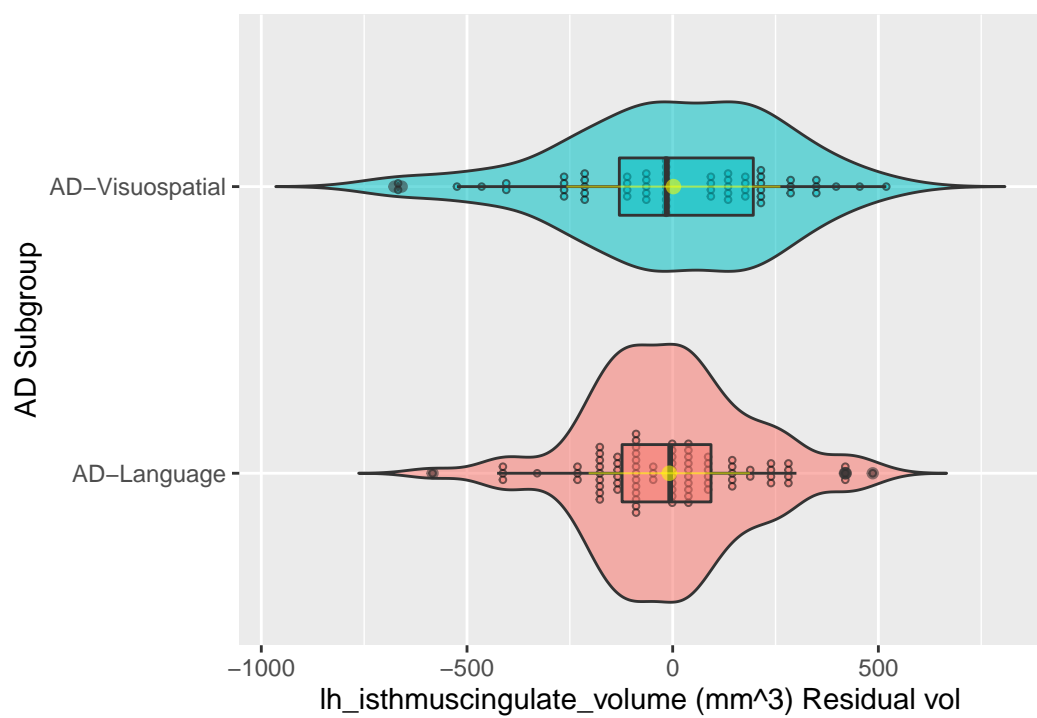 AD Subgroup
AD−Visuospatial
AD−Language
−1000
−500
0
500
lh_isthmuscingulate_volume (mm^3) Residual vol